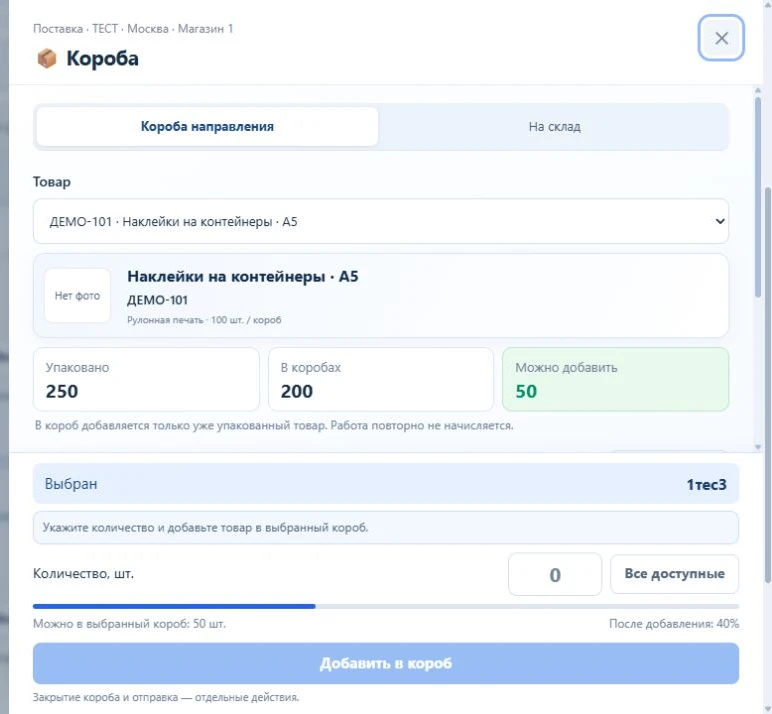 Поставка · ТЕСТ · Москва · Магазин 1
Короба
Короба направления
На склад
Товар
ДЕМО-101 · Наклейки на контейнеры · А5
Нет фото
Наклейки на контейнеры · А5
ДЕМО-101
Рулонная печать · 100 шт. / короб
Упаковано
250
В коробах
200
Можно добавить
50
В короб добавляется только уже упакованный товар. Работа повторно не начисляется.
Выбран
1тес3
Укажите количество и добавьте товар в выбранный короб.
Количество, шт.
0
Все доступные
Можно в выбранный короб: 50 шт.
После добавления: 40%
Добавить в короб
Закрытие короба и отправка — отдельные действия.